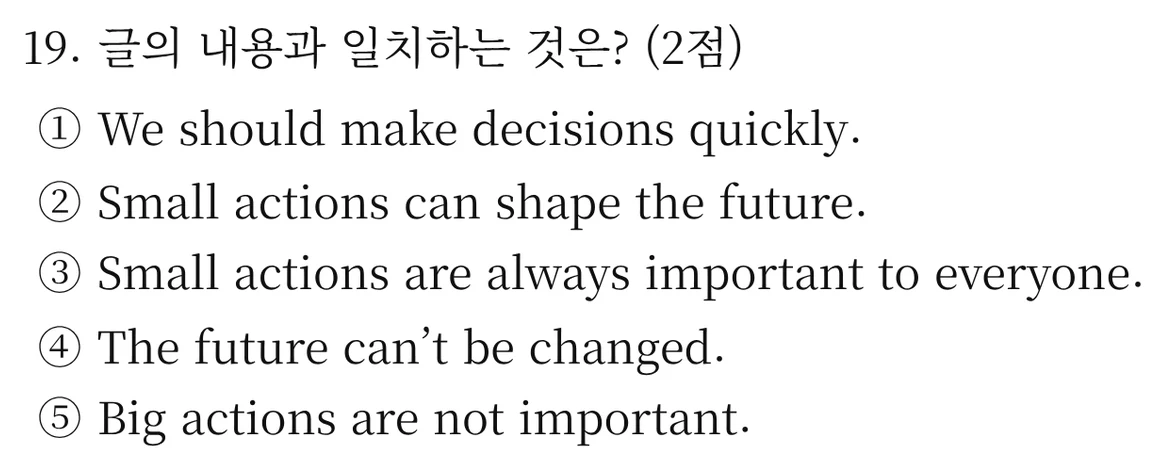 19. 글의 내용과 일치하는 것은? (2점)
① We should make decisions quickly.
② Small actions can shape the future.
③ Small actions are always important to everyone.
④ The future can’t be changed.
⑤ Big actions are not important.